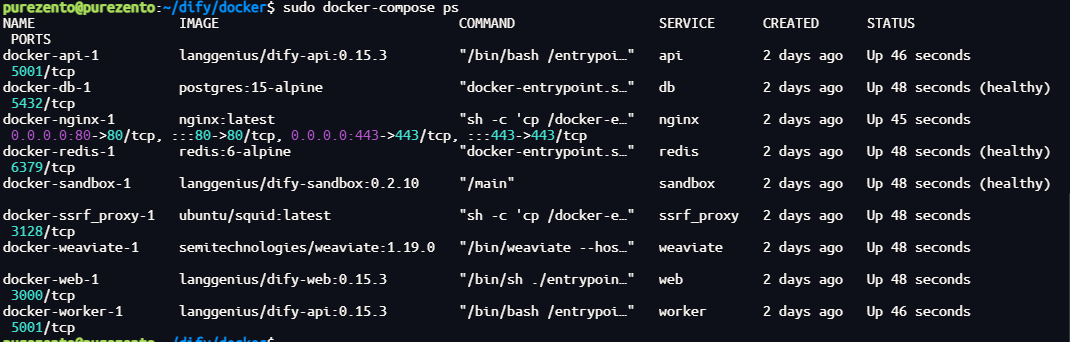 purezento@purezento:~/dify/docker$ sudo docker-compose ps
NAME IMAGE COMMAND SERVICE CREATED STATUS
PORTS
docker-api-1 langgenius/dify-api:0.15.3 "/bin/bash /entrypoi…" api 2 days ago Up 46 seconds
5001/tcp
docker-db-1 postgres:15-alpine "docker-entrypoint.s…" db 2 days ago Up 48 seconds (healthy)
5432/tcp
docker-nginx-1 nginx:latest "sh -c 'cp /docker-e…" nginx 2 days ago Up 45 seconds
0.0.0.0:80->80/tcp, :::80->80/tcp, 0.0.0.0:443->443/tcp, :::443->443/tcp
docker-redis-1 redis:6-alpine "docker-entrypoint.s…" redis 2 days ago Up 48 seconds (healthy)
6379/tcp
docker-sandbox-1 langgenius/dify-sandbox:0.2.10 "/main" sandbox 2 days ago Up 48 seconds (healthy)
docker-ssrf_proxy-1 ubuntu/squid:latest "sh -c 'cp /docker-e…" ssrf_proxy 2 days ago Up 48 seconds
3128/tcp
docker-weaviate-1 semitechnologies/weaviate:1.19.0 "/bin/weaviate --hos…" weaviate 2 days ago Up 48 seconds
docker-web-1 langgenius/dify-web:0.15.3 "/bin/sh ./entrypoin…" web 2 days ago Up 48 seconds
3000/tcp
docker-worker-1 langgenius/dify-api:0.15.3 "/bin/bash /entrypoi…" worker 2 days ago Up 46 seconds
5001/tcp
purezento@purezento:~/dify/docker$